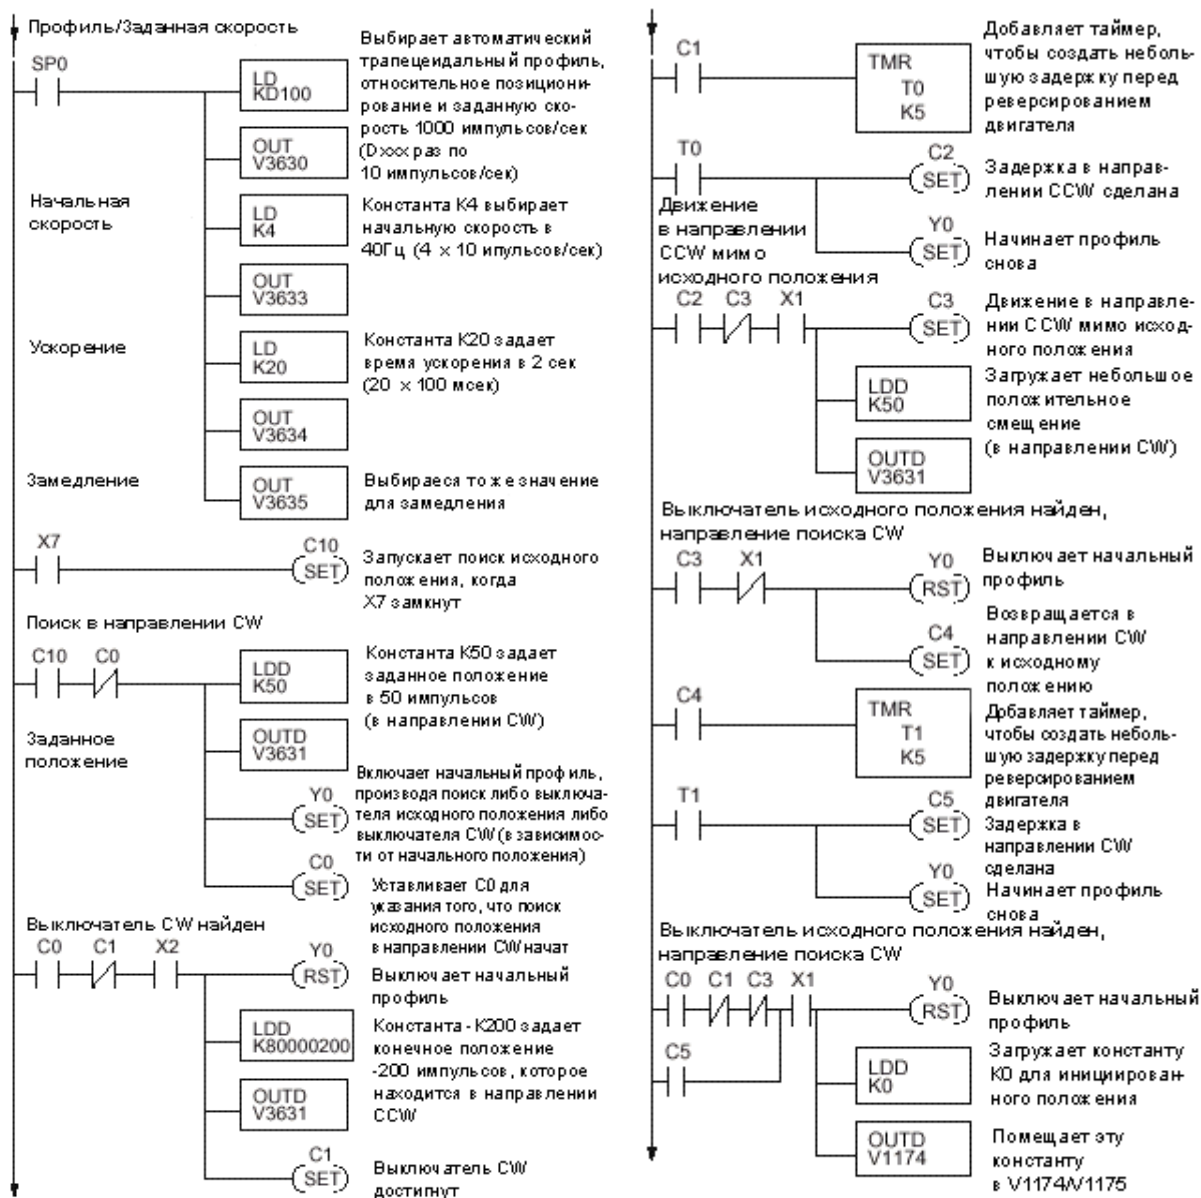 Профиль/Заданная скорость
SP0
LD
KD100
Выбирает автоматический
трапецеидальный профиль,
относительное позициони-
рование и заданную ско-
рость 1000 импульсов/сек
(Dxxx раз по
10 импульсов/сек)
OUT
V3630
Начальная
скорость
LD
K4
Константа K4 выбирает
начальную скорость в
40Гц (4 x 10 ипульсов/сек)
OUT
V3633
Ускорение
LD
K20
Константа K20 задает
время ускорения в 2 сек
(20 x 100 мсек)
OUT
V3634
Замедление
OUT
V3635
Выбираеся то же значение
для замедления
X7
C10
SET
Запускает поиск исходного
положения, когда
X7 замкнут
Поиск в направлении CW
C10 C0
LDD
K50
Константа K50 задает
заданное положение
в 50 импульсов
(в направлении CW)
Заданное
положение
OUTD
V3631
Y0
SET
Включает начальный профиль,
производя поиск либо выключа-
теля исходного положения либо
выключателя CW (в зависимос-
ти от начального положения)
C0
SET
Уставливает C0 для
указания того, что поиск
исходного положения
в направлении CW начат
Выключатель CW найден
C0 C1 X2
Y0
RST
Выключает начальный
профиль
LDD
K80000200
Константа - K200 задает
конечное положение
-200 импульсов, которое
находится в направлении
CCW
OUTD
V3631
C1
SET
Выключатель CW
достигнут
C1
TMR
T0
K5
Добавляет таймер,
чтобы создать неболь-
шую задержку перед
реверсированием
двигателя
T0
C2
SET
Задержка в направ-
лении CCW сделана
Y0
SET
Начинает профиль
снова
Движение
в направлении
CCW мимо
исходного положения
C2 C3 X1
C3
SET
Движение в направле-
нии CCW мимо исход-
ного положения
LDD
K50
Загружает небольшое
положительное
смещение
(в направлении CW)
OUTD
V3631
Выключатель исходного положения найден,
направление поиска CW
C3 X1
Y0
RST
Выключает начальный
профиль
C4
SET
Возвращается в
направлении CW
к исходному
положению
C4
TMR
T1
K5
Добавляет таймер,
чтобы создать неболь-
шую задержку перед
реверсированием
двигателя
T1
C5
SET
Задержка в
направлении CW
сделана
Y0
SET
Начинает профиль
снова
Выключатель исходного положения найден,
направление поиска CW
C0 C1 C3 X1
Y0
RST
Выключает начальный
профиль
C5
LDD
K0
Загружает константу
K0 для инициирован-
ного положения
OUTD
V1174
Помещает эту
константу
в V1174/V1175